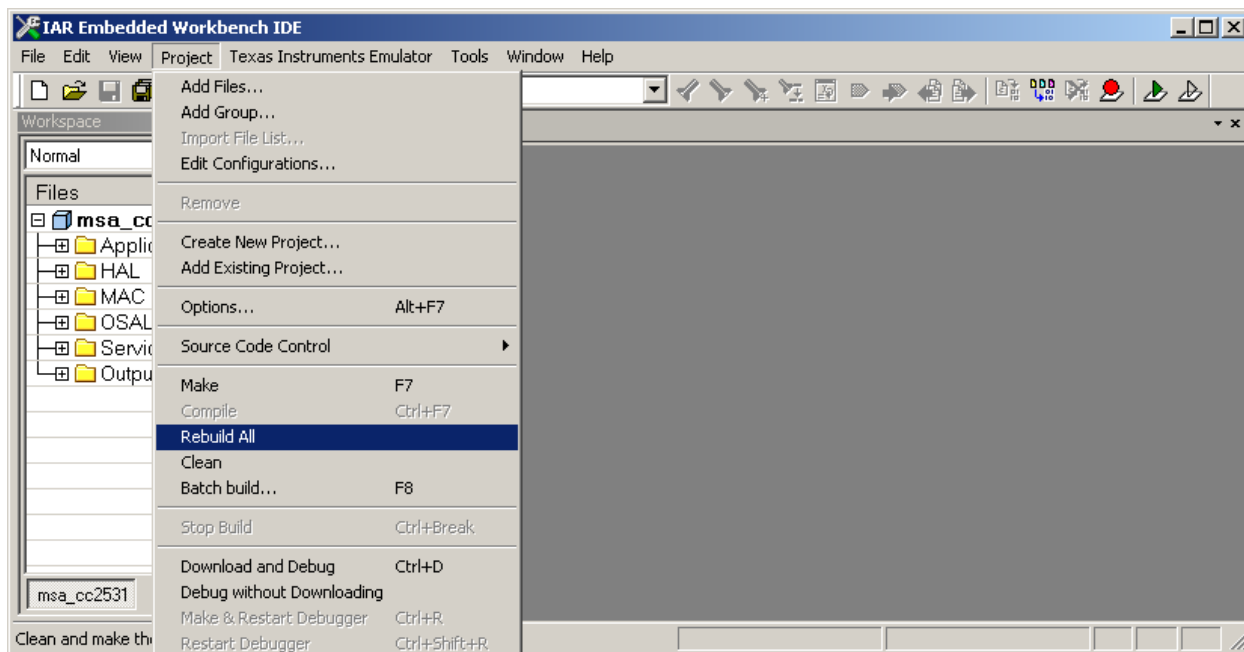 IAR Embedded Workbench IDE
File Edit View Project Texas Instruments Emulator Tools Window Help
Add Files...
Workspace
Add Group...
Import File List...
Normal
Edit Configurations...
Files
Remove
msa_cc
Create New Project...
Applic
Add Existing Project...
HAL
MAC
Options... Alt+F7
OSAL
Source Code Control
Servic
Outpu
Make F7
Compile Ctrl+F7
Rebuild All
Clean
Batch build... F8
Stop Build Ctrl+Break
Download and Debug Ctrl+D
msa_cc2531
Debug without Downloading
Make & Restart Debugger Ctrl+R
Clean and make the
Restart Debugger Ctrl+Shift+R